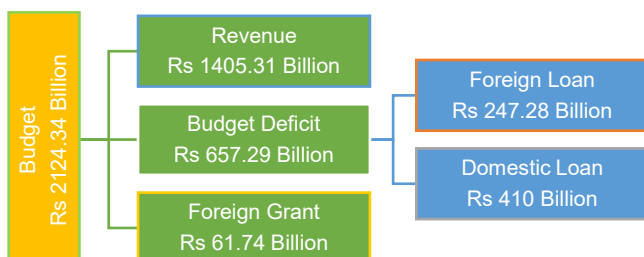 Budget
Rs 2124.34 Billion
Revenue
Rs 1405.31 Billion
Budget Deficit
Rs 657.29 Billion
Foreign Grant
Rs 61.74 Billion
Foreign Loan
Rs 247.28 Billion
Domestic Loan
Rs 410 Billion